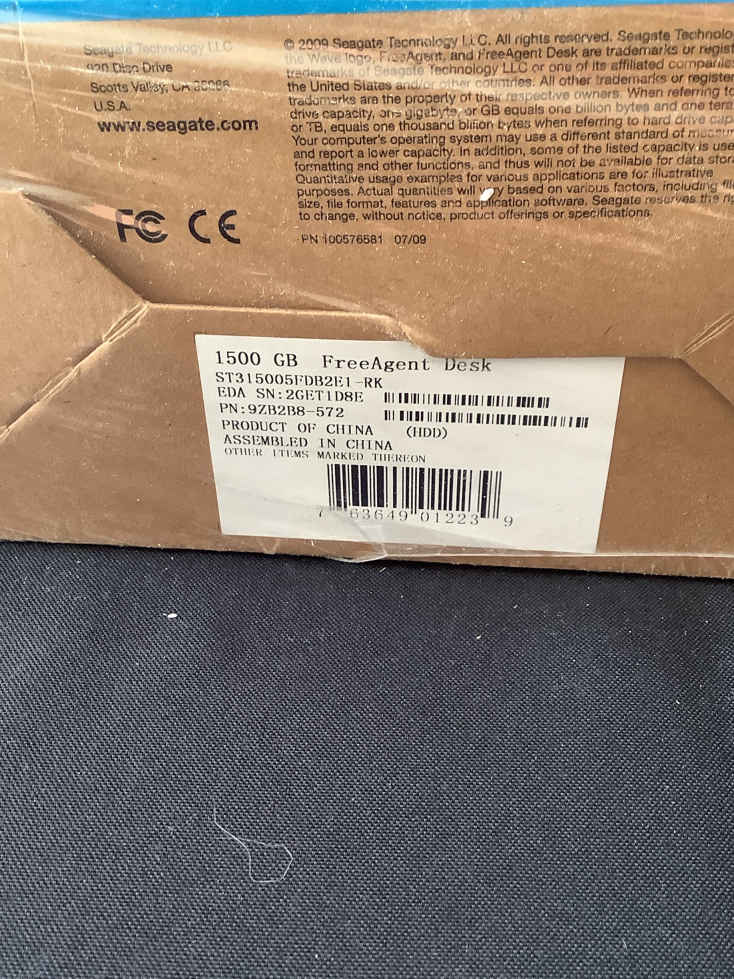 Seagate Technology LLC
920 Disc Drive
Scotts Valley, CA 95066
U.S.A.
www.seagate.com
© 2009 Seagate Technology LLC. All rights reserved. Seagate Technolo
the Wave logo, FreeAgent, and FreeAgent Desk are trademarks or regist
trademarks of Seagate Technology LLC or one of its affiliated companies
the United States and/or other countries. All other trademarks or register
trademarks are the property of their respective owners. When referring to
drive capacity, one gigabyte, or GB equals one billion bytes and one tera
or TB, equals one thousand billion bytes when referring to hard drive cap
Your computer's operating system may use a different standard of measur
and report a lower capacity. In addition, some of the listed capacity is use
formatting and other functions, and thus will not be available for data stora
Quantitative usage examples for various applications are for illustrative
purposes. Actual quantities will y based on various factors, including file
size, file format, features and application software. Seagate reserves the rig
to change, without notice, product offerings or specifications.
FC CE
PN 100576581 07/09
1500 GB FreeAgent Desk
ST315005FDB2E1-RK
EDA SN:2GET1D8E
PN:9ZB2B8-572
PRODUCT OF CHINA (HDD)
ASSEMBLED IN CHINA
OTHER ITEMS MARKED THEREON
7 63649 01223 9